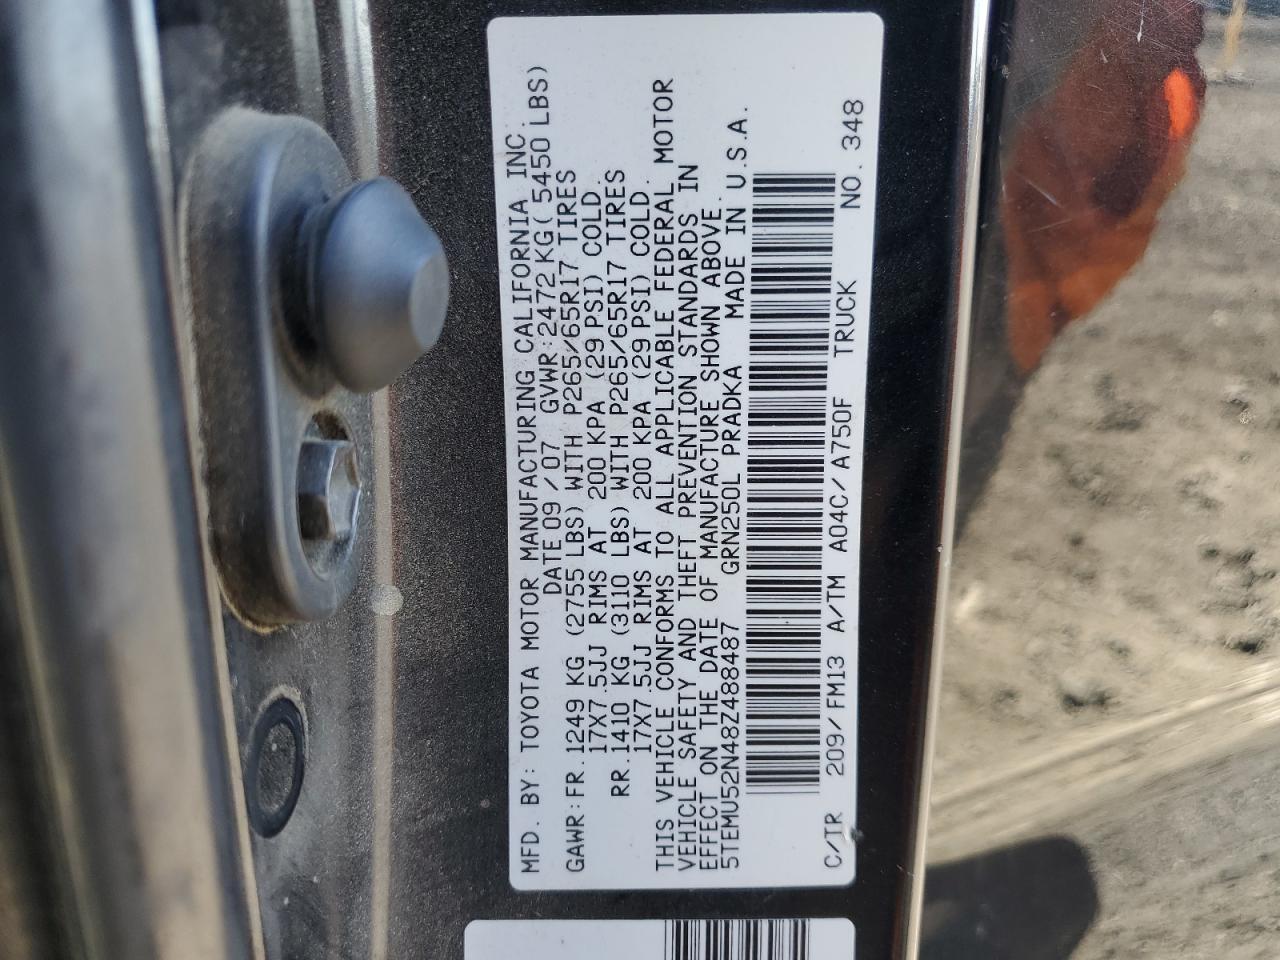 MFD. BY: TOYOTA MOTOR MANUFACTURING CALIFORNIA INC.
DATE 09/07 GVWR:2472KG(5450LBS)
GAWR:FR.1249 KG (2755 LBS) WITH P265/65R17 TIRES
17X7.5JJ RIMS AT 200 KPA (29 PSI) COLD.
RR.1410 KG (3110 LBS) WITH P265/65R17 TIRES
17X7.5JJ RIMS AT 200 KPA (29 PSI) COLD.
THIS VEHICLE CONFORMS TO ALL APPLICABLE FEDERAL MOTOR
VEHICLE SAFETY AND THEFT PREVENTION STANDARDS IN
EFFECT ON THE DATE OF MANUFACTURE SHOWN ABOVE.
5TEMU52N48Z488487 GRN250L PRADKA MADE IN U.S.A.
C/TR 209/FM13 A/TM A04C/A750F TRUCK NO. 348